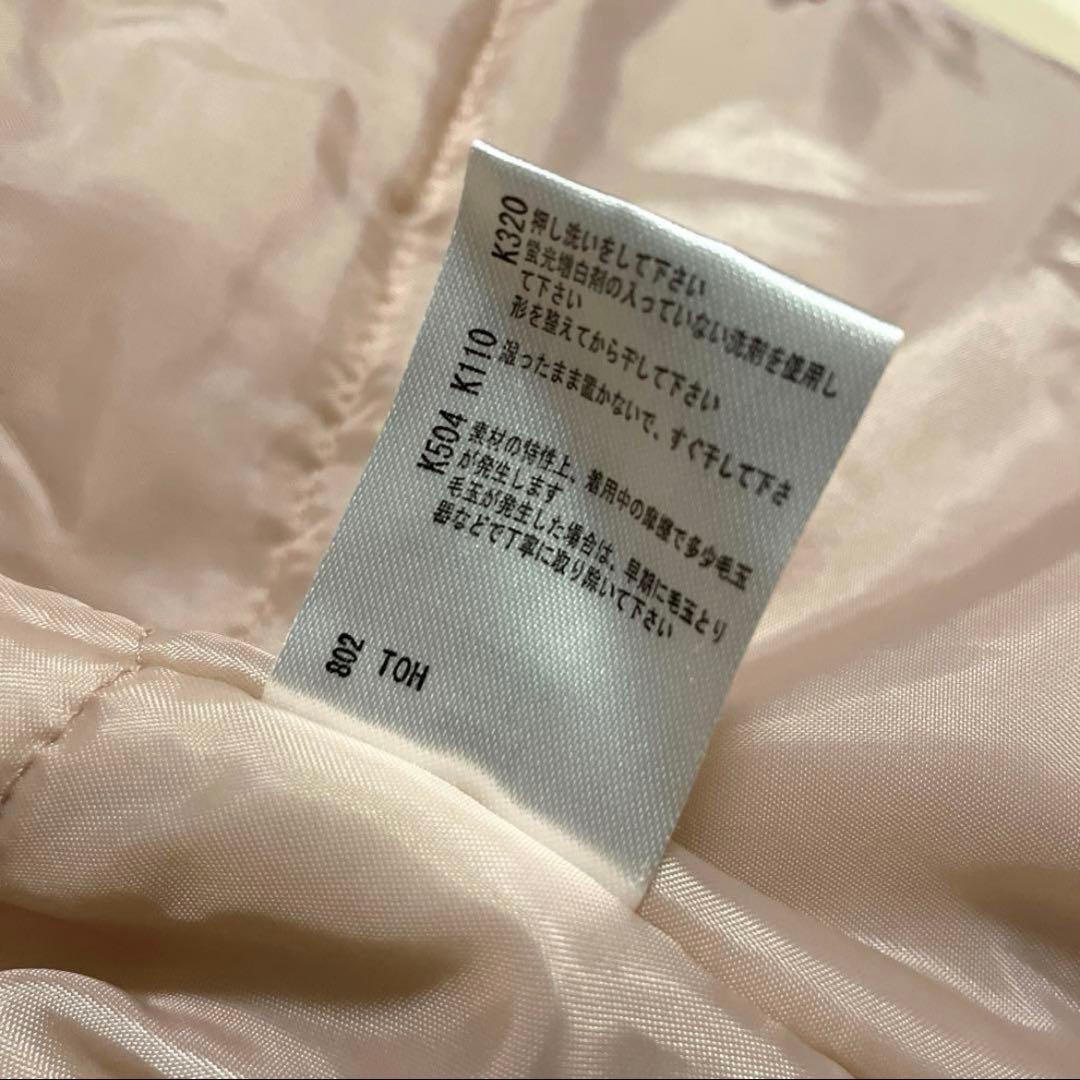 K320 押し洗いをして下さい
蛍光増白剤の入っていない洗剤を使用し
て下さい
形を整えてから干して下さい
K110 湿ったまま置かないで、すぐ干して下さ
K504 素材の特性上、着用中の摩擦で多少毛玉
が発生します
毛玉が発生した場合は、早期に毛玉とり
器などで丁寧に取り除いて下さい
802 TOH